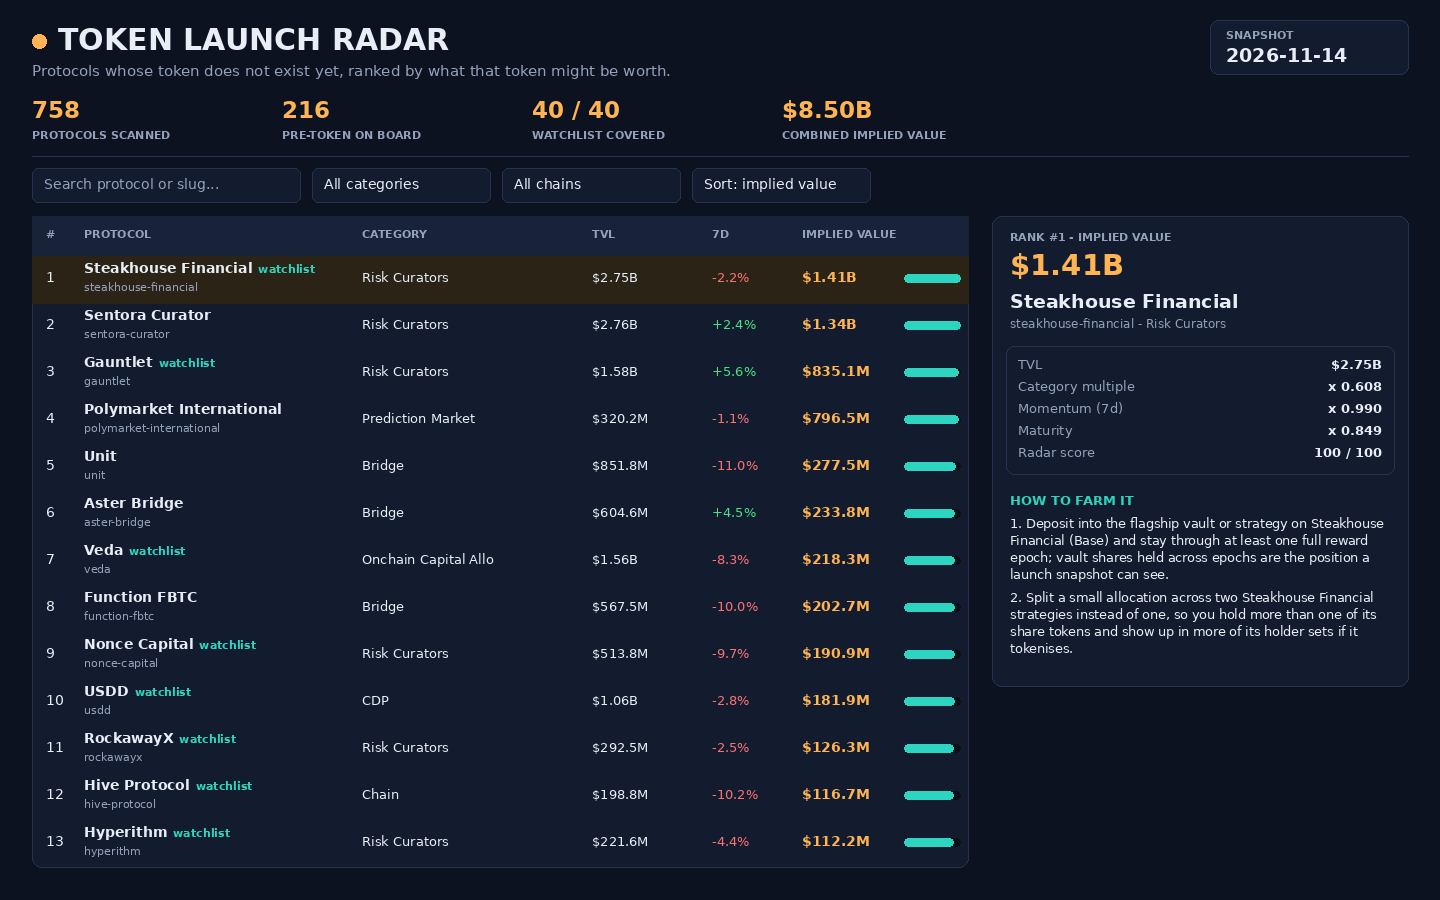 TOKEN LAUNCH RADAR
Protocols whose token does not exist yet, ranked by what that token might be worth.
SNAPSHOT
2026-11-14
758
PROTOCOLS SCANNED
216
PRE-TOKEN ON BOARD
40 / 40
WATCHLIST COVERED
$8.50B
COMBINED IMPLIED VALUE
Search protocol or slug...
All categories
All chains
Sort: implied value
# PROTOCOL CATEGORY TVL 7D IMPLIED VALUE
1 Steakhouse Financial watchlist Risk Curators $2.75B -2.2% $1.41B
steakhouse-financial
2 Sentora Curator Risk Curators $2.76B +2.4% $1.34B
sentora-curator
3 Gauntlet watchlist Risk Curators $1.58B +5.6% $835.1M
gauntlet
4 Polymarket International Prediction Market $320.2M -1.1% $796.5M
polymarket-international
5 Unit Bridge $851.8M -11.0% $277.5M
unit
6 Aster Bridge Bridge $604.6M +4.5% $233.8M
aster-bridge
7 Veda watchlist Onchain Capital Allo $1.56B -8.3% $218.3M
veda
8 Function FBTC Bridge $567.5M -10.0% $202.7M
function-fbtc
9 Nonce Capital watchlist Risk Curators $513.8M -9.7% $190.9M
nonce-capital
10 USDD watchlist CDP $1.06B -2.8% $181.9M
usdd
11 RockawayX watchlist Risk Curators $292.5M -2.5% $126.3M
rockawayx
12 Hive Protocol watchlist Chain $198.8M -10.2% $116.7M
hive-protocol
13 Hyperithm watchlist Risk Curators $221.6M -4.4% $112.2M
hyperithm
RANK #1 - IMPLIED VALUE
$1.41B
Steakhouse Financial
steakhouse-financial - Risk Curators
TVL $2.75B
Category multiple x 0.608
Momentum (7d) x 0.990
Maturity x 0.849
Radar score 100 / 100
HOW TO FARM IT
1. Deposit into the flagship vault or strategy on Steakhouse
Financial (Base) and stay through at least one full reward
epoch; vault shares held across epochs are the position a
launch snapshot can see.
2. Split a small allocation across two Steakhouse Financial
strategies instead of one, so you hold more than one of its
share tokens and show up in more of its holder sets if it
tokenises.